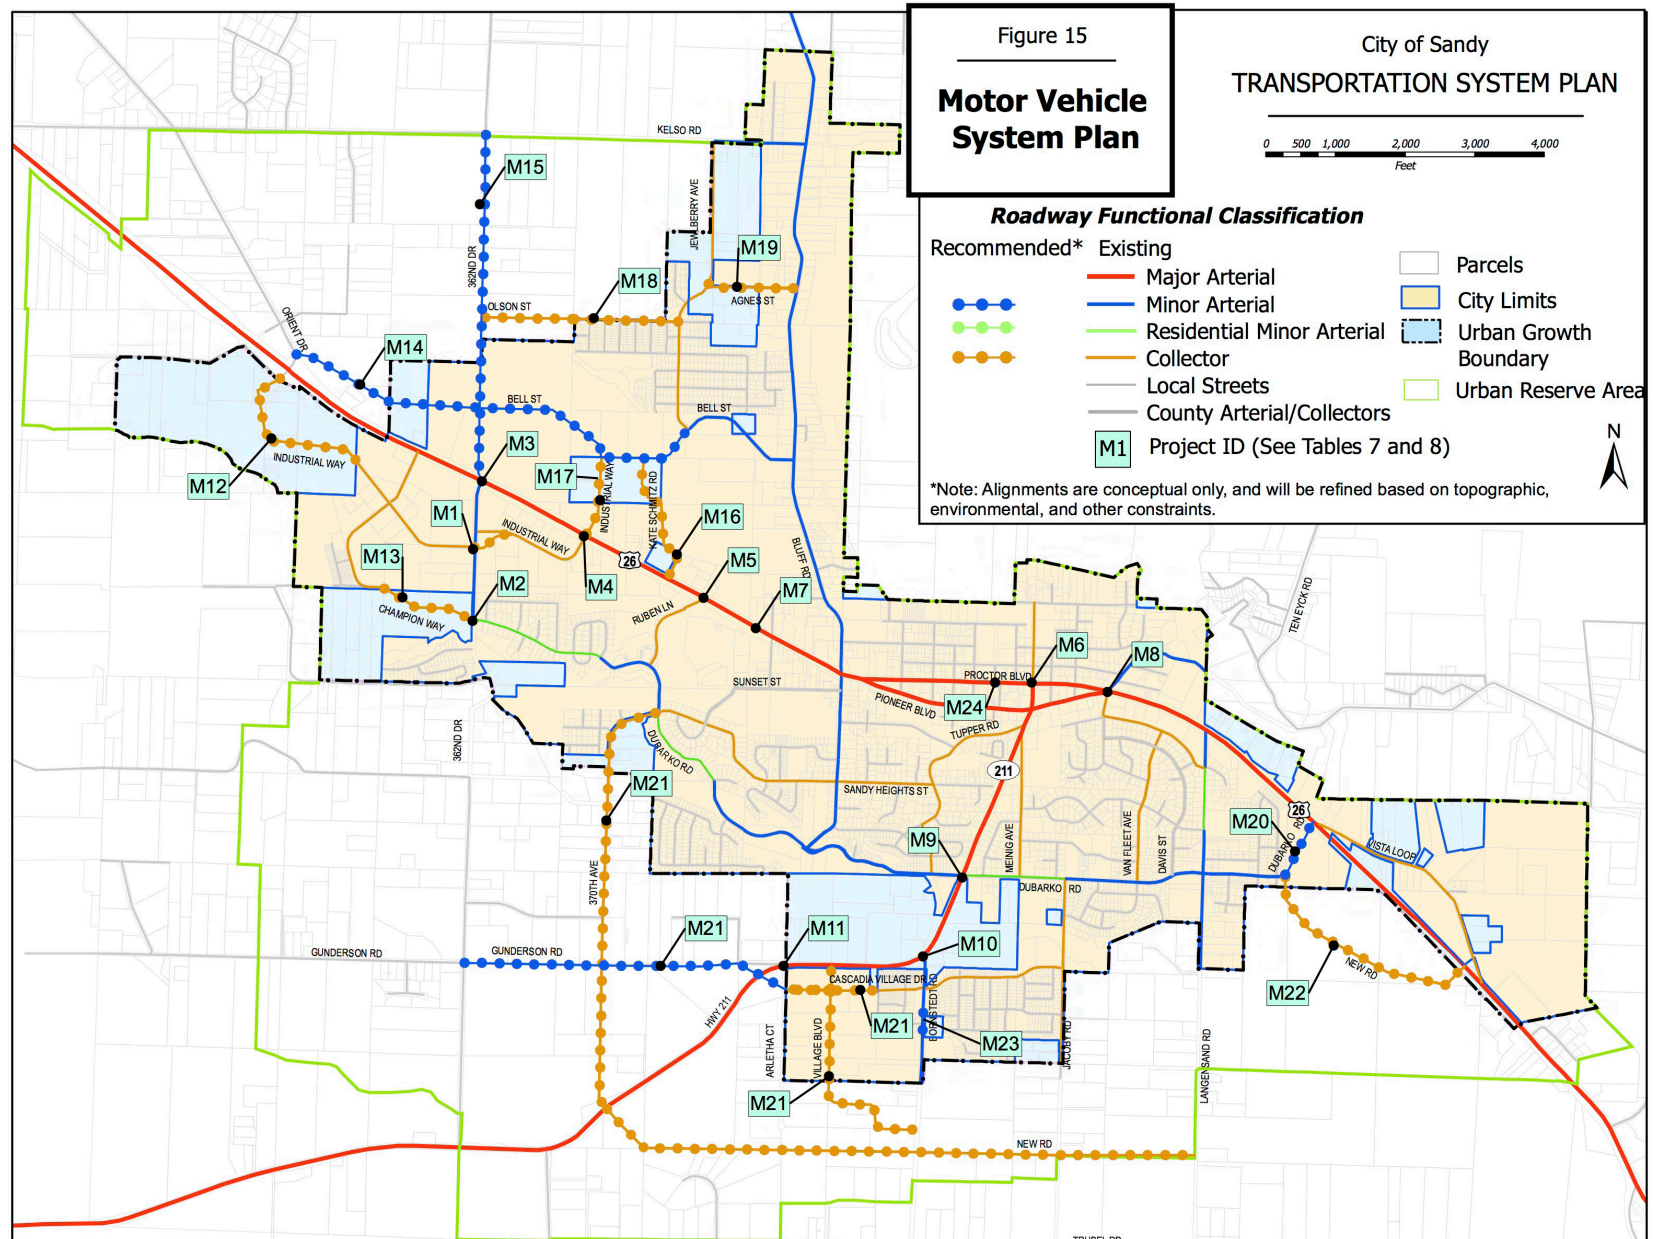 Figure 15
Motor Vehicle
System Plan
City of Sandy
TRANSPORTATION SYSTEM PLAN
0 500 1,000 2,000 3,000 4,000
Feet
Roadway Functional Classification
Recommended* Existing
Major Arterial
Minor Arterial
Residential Minor Arterial
Collector
Local Streets
County Arterial/Collectors
M1 Project ID (See Tables 7 and 8)
Parcels
City Limits
Urban Growth
Boundary
Urban Reserve Area
N
*Note: Alignments are conceptual only, and will be refined based on topographic,
environmental, and other constraints.
KELSO RD
M15
JEWLBERRY AVE
362ND DR
M19
M18
OLSON ST
AGNES ST
ORIENT DR
M14
BELL ST
BELL ST
M3
INDUSTRIAL WAY
M12
M17
INDUSTRIAL WAY
KATE SCHMITZ RD
M1
INDUSTRIAL WAY
M16
26
M5
BLUFF RD
M13
M4
M2
M7
CHAMPION WAY
RUBEN LN
TEN EYCK RD
M6
M8
SUNSET ST
PROCTOR BLVD
PIONEER BLVD
M24
TUPPER RD
362ND DR
DUBARKO RD
211
M21
SANDY HEIGHTS ST
26
M20
M9
MEINIG AVE
VAN FLEET AVE
DAVIS ST
DUBARKO RD
VISTA LOOP
370TH AVE
DUBARKO RD
M21
M11
M10
GUNDERSON RD
GUNDERSON RD
NEW RD
CASCADIA VILLAGE DR
M22
HWY 211
BORNSTEDT RD
M21
M23
ARLETHA CT
VILLAGE BLVD
JACOBY RD
LANGENSAND RD
M21
NEW RD